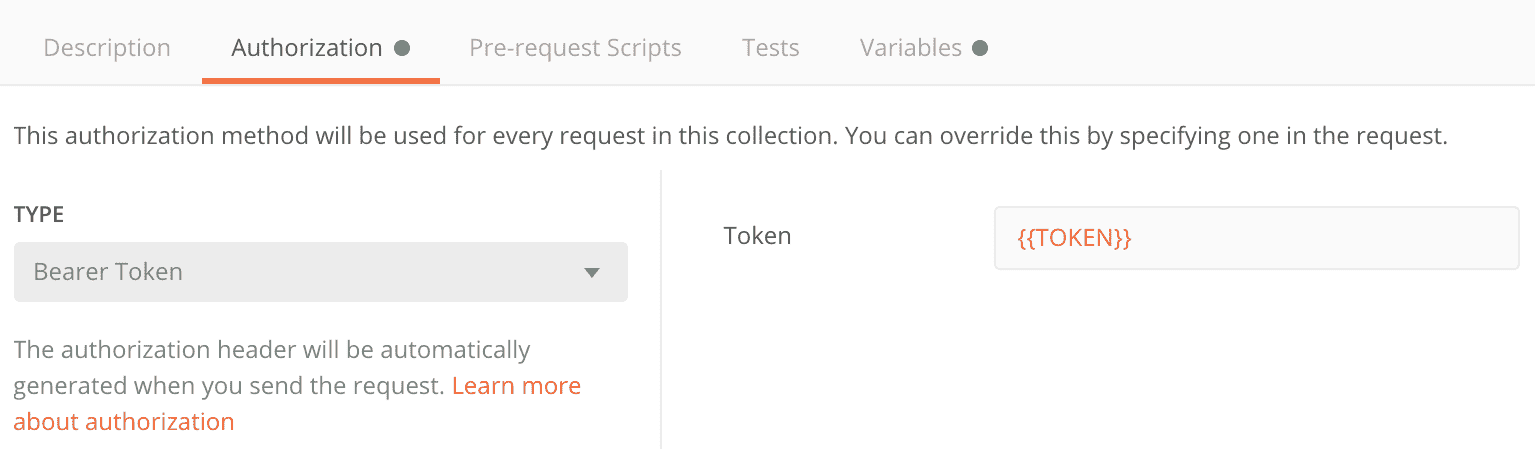 Description Authorization Pre-request Scripts Tests Variables
This authorization method will be used for every request in this collection. You can override this by specifying one in the request.
TYPE
Bearer Token
The authorization header will be automatically
generated when you send the request. Learn more
about authorization
Token
{{TOKEN}}